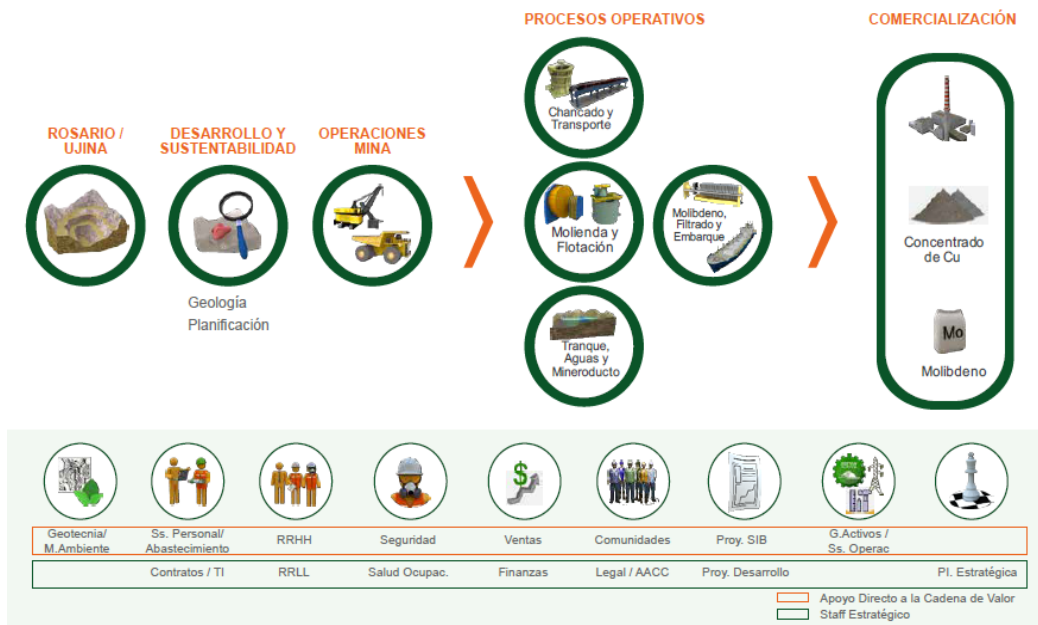 PROCESOS OPERATIVOS
COMERCIALIZACIÓN
ROSARIO /
UJINA
DESARROLLO Y
SUSTENTABILIDAD
OPERACIONES
MINA
Geología
Planificación
Chancado y
Transporte
Molienda y
Flotación
Tranque,
Aguas y
Mineroducto
Molibdeno,
Filtrado y
Embarque
Concentrado
de Cu
Mo
Molibdeno
$
Geotecnia/
M.Ambiente
Ss. Personal/
Abastecimiento
RRHH
Seguridad
Ventas
Comunidades
Proy. SIB
G.Activos /
Ss. Operac
Contratos / TI
RRLL
Salud Ocupac.
Finanzas
Legal / AACC
Proy. Desarrollo
Pl. Estratégica
Apoyo Directo a la Cadena de Valor
Staff Estratégico